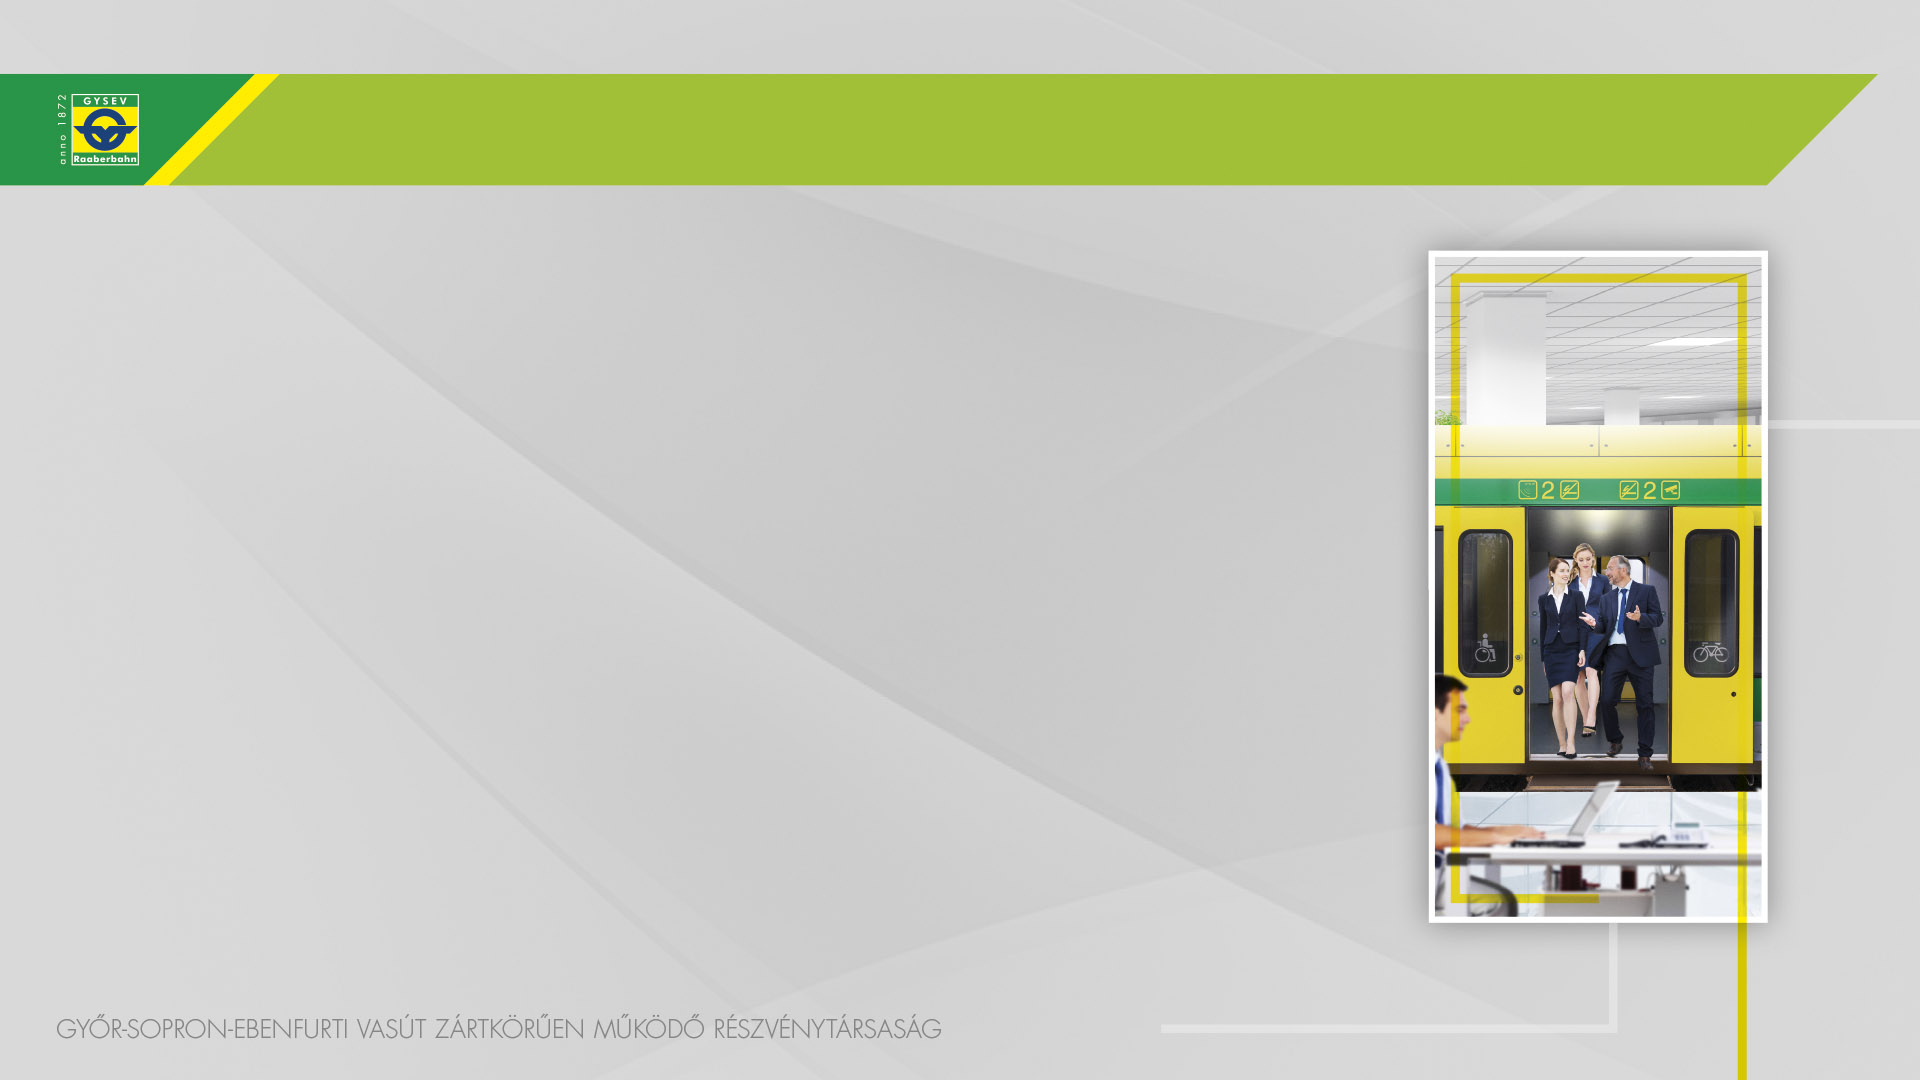 anno 1872
GYSEV
Raaberbahn
2 2
GYŐR-SOPRON-EBENFURTI VASÚT ZÁRTKÖRŰEN MŰKÖDŐ RÉSZVÉNYTÁRSASÁG